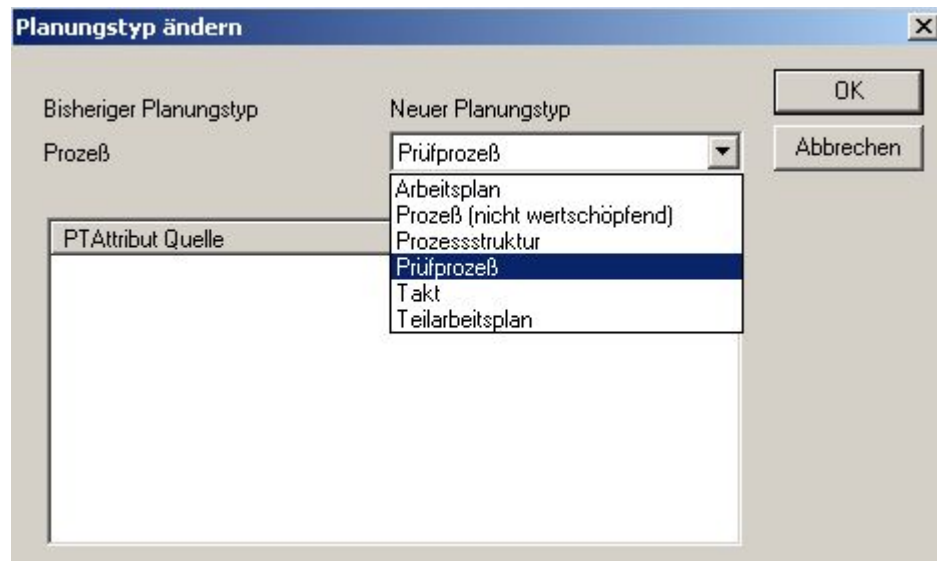 Planungstyp ändern
Bisheriger Planungstyp
Neuer Planungstyp
OK
Prozeß
Prüfprozeß
Abbrechen
Arbeitsplan
Prozeß (nicht wertschöpfend)
Prozessstruktur
Prüfprozeß
Takt
Teilarbeitsplan
PTAttribut Quelle